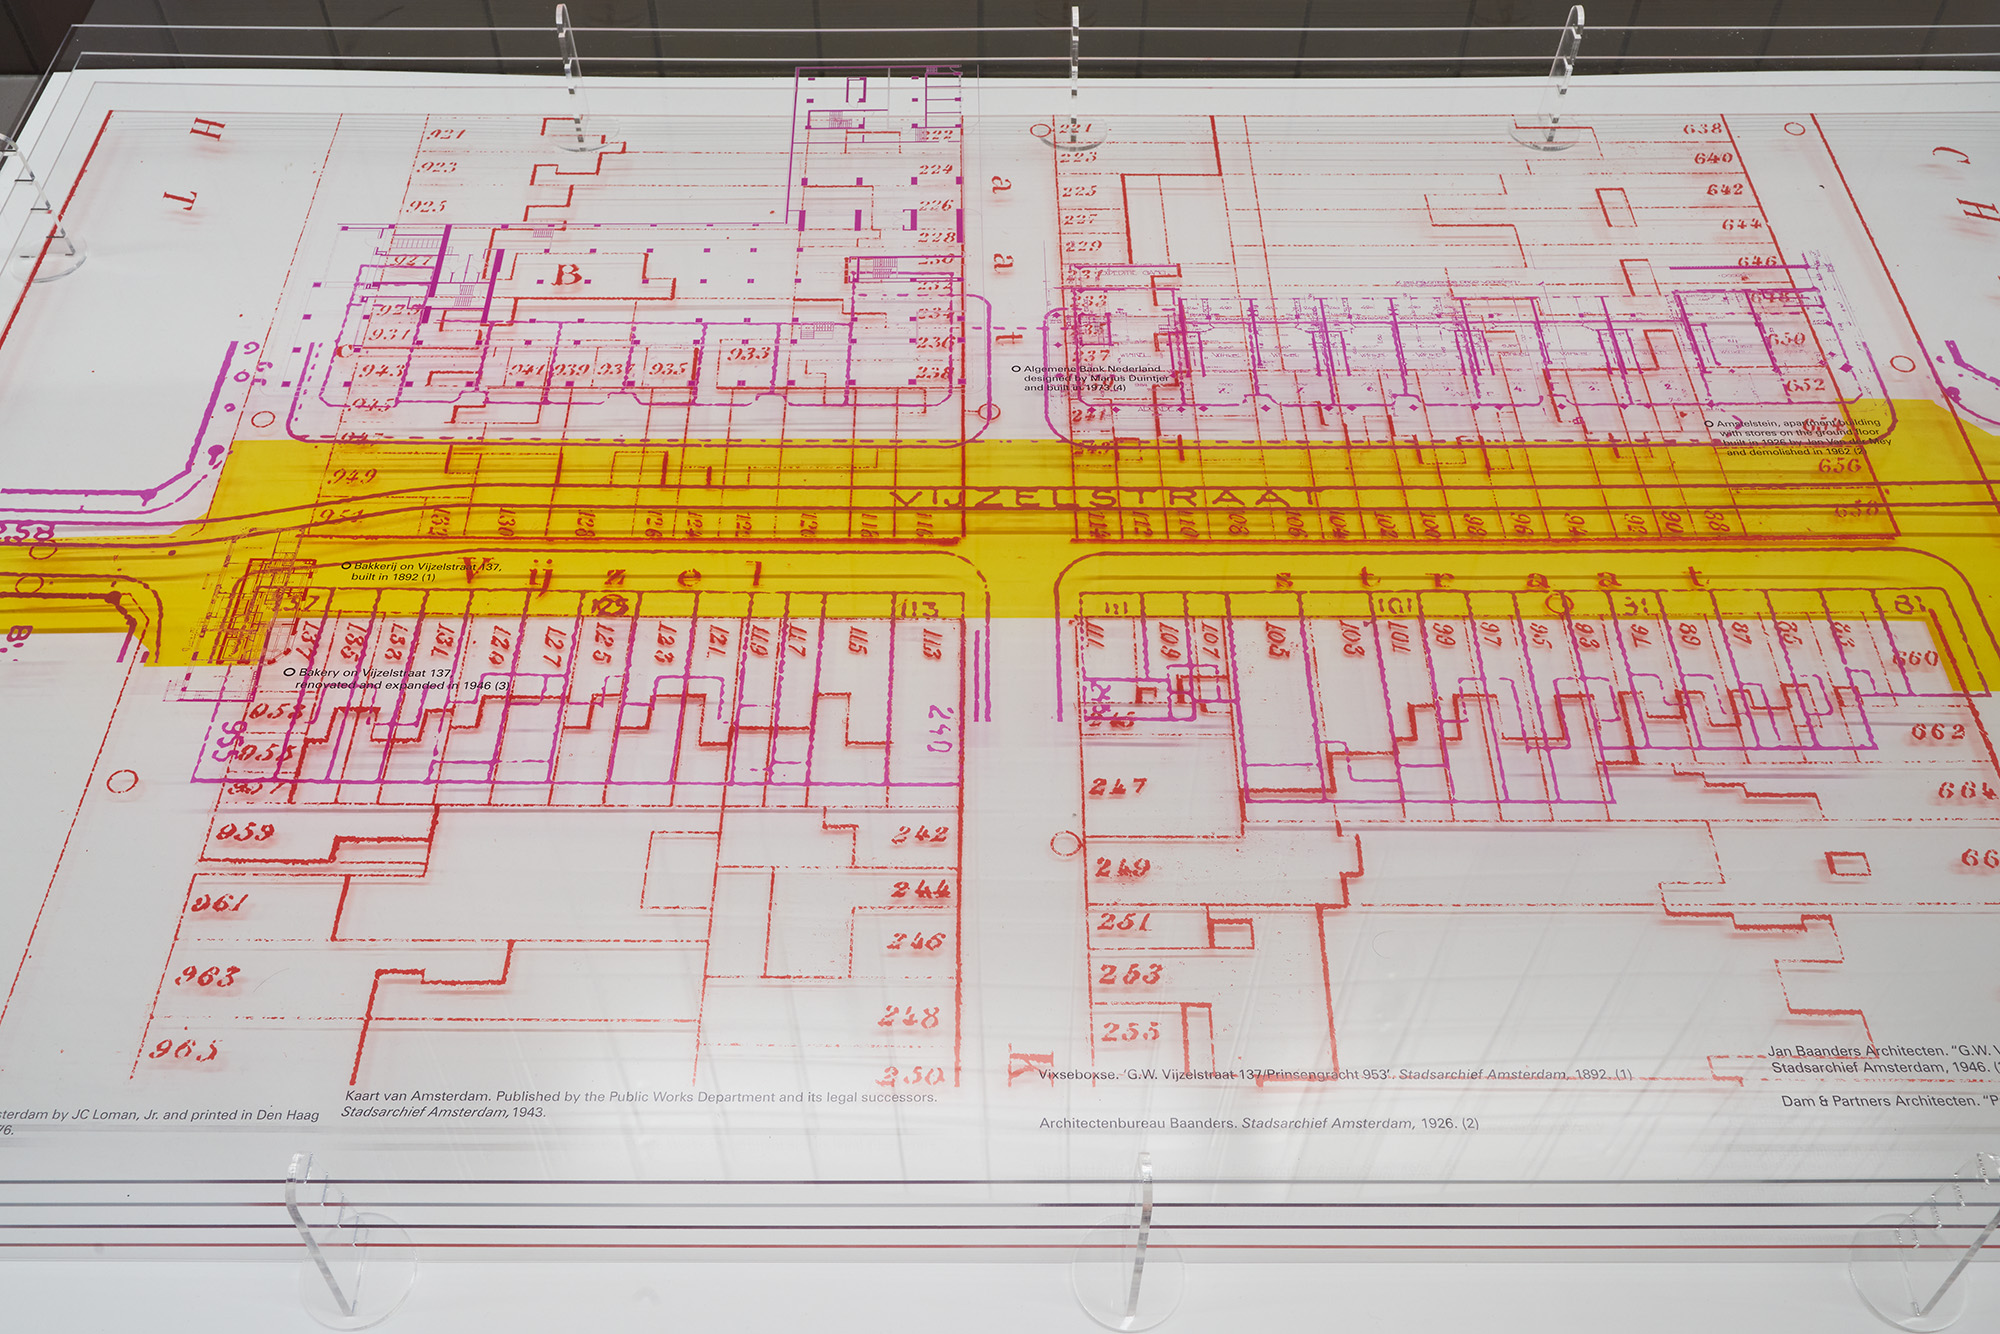 H
T
C
H
921
923
925
927
931
943
949
951
B
941 939 937 935 933
222
224
226
228
230
232
234
236
238
a
a
t
221
223
225
227
229
231
233
237
241
638
640
642
644
646
648
650
652
656
658
Algemene Bank Nederland
designed by Marius Duintjer
and built in 1973 (4)
Amstelstein, apartment building
with stores on the ground floor
built in 1926 by Jan Van der Mey
and demolished in 1962 (2)
VIJZELSTRAAT
132 130 128 126 124 122 120 118 116
114 112 110 108 106 104 102 100 98 96 94 92 90 88
258
Bakkerij on Vijzelstraat 137,
built in 1892 (1)
V ij z e l s t r a a t
125 113 111 101 91 81
137 135 133 131 129 127 125 123 121 119 117 115 113
111 109 107 105 103 101 99 97 95 93 91 89 87 85 83
660
Bakery on Vijzelstraat 137,
renovated and expanded in 1946 (3)
953
955
957
959
961
963
965
240
242
244
246
248
250
247
249
251
253
255
662
664
66
K
Kaart van Amsterdam. Published by the Public Works Department and its legal successors.
Stadsarchief Amsterdam, 1943.
sterdam by JC Loman, Jr. and printed in Den Haag
76.
Vixseboxse. 'G.W. Vijzelstraat 137/Prinsengracht 953'. Stadsarchief Amsterdam, 1892. (1)
Architectenbureau Baanders. Stadsarchief Amsterdam, 1926. (2)
Jan Baanders Architecten. "G.W. V
Stadsarchief Amsterdam, 1946. (
Dam & Partners Architecten. "P